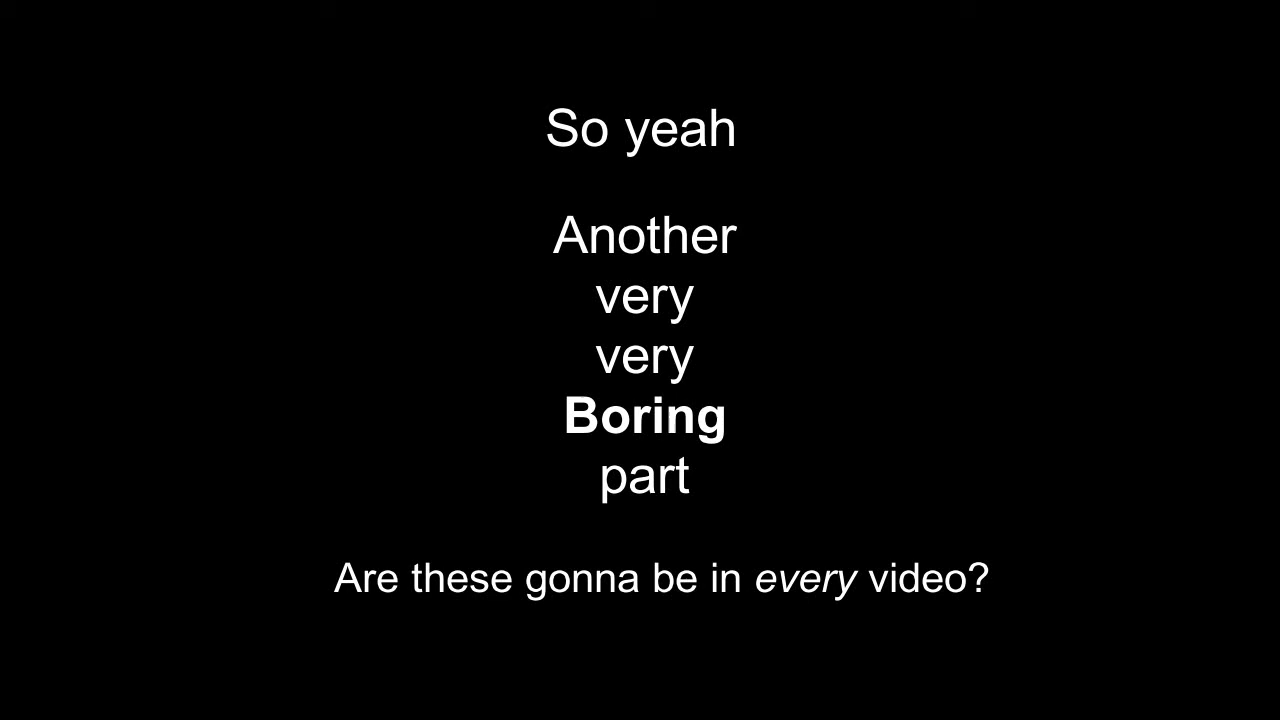 So yeah
Another
very
very
Boring
part
Are these gonna be in every video?